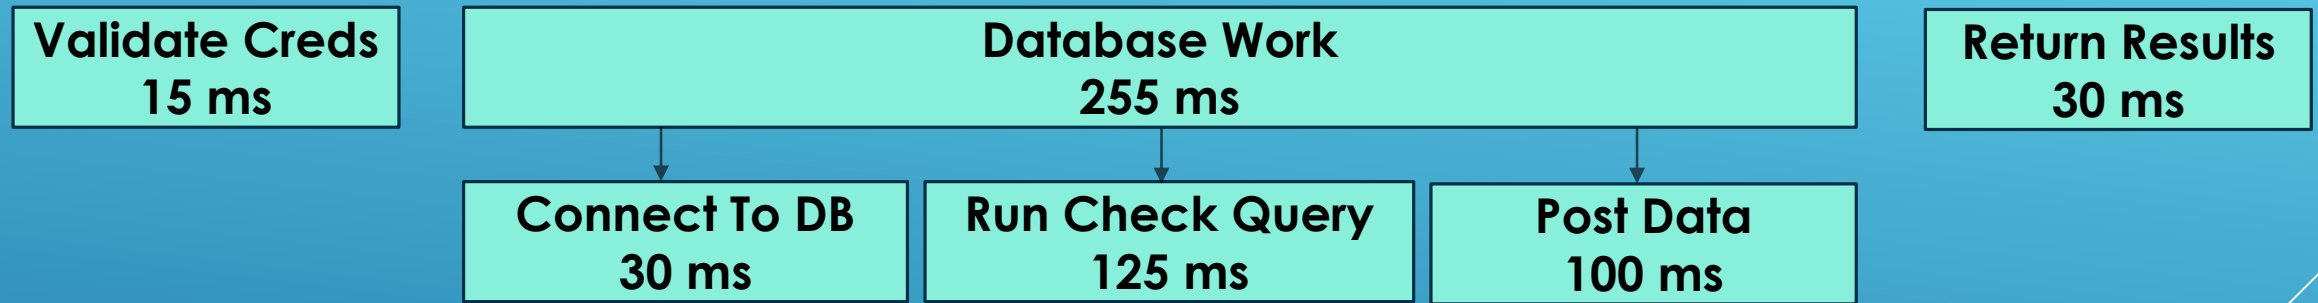 Validate Creds
15 ms
Database Work
255 ms
Return Results
30 ms
Connect To DB
30 ms
Run Check Query
125 ms
Post Data
100 ms